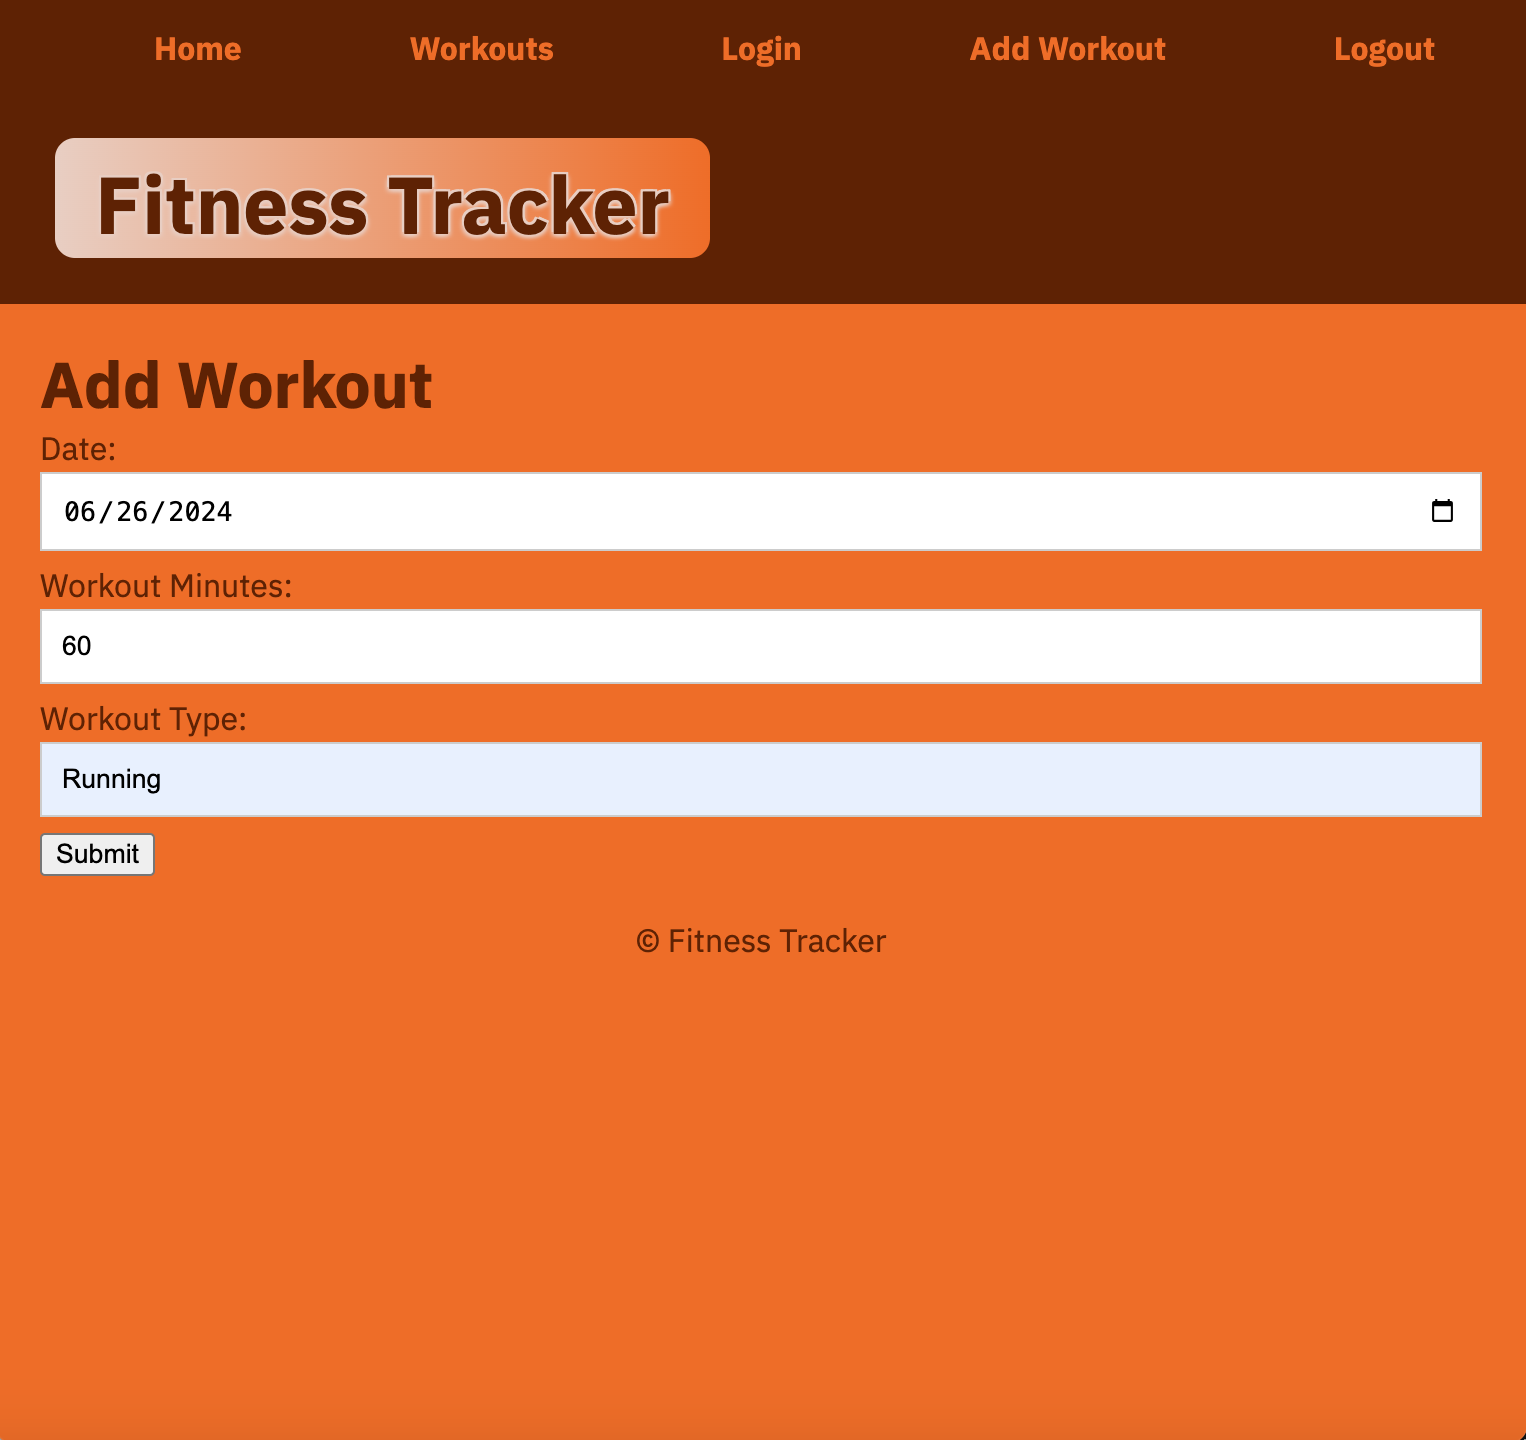 Home Workouts Login Add Workout Logout
Fitness Tracker
Add Workout
Date:
06/26/2024
Workout Minutes:
60
Workout Type:
Running
Submit
© Fitness Tracker